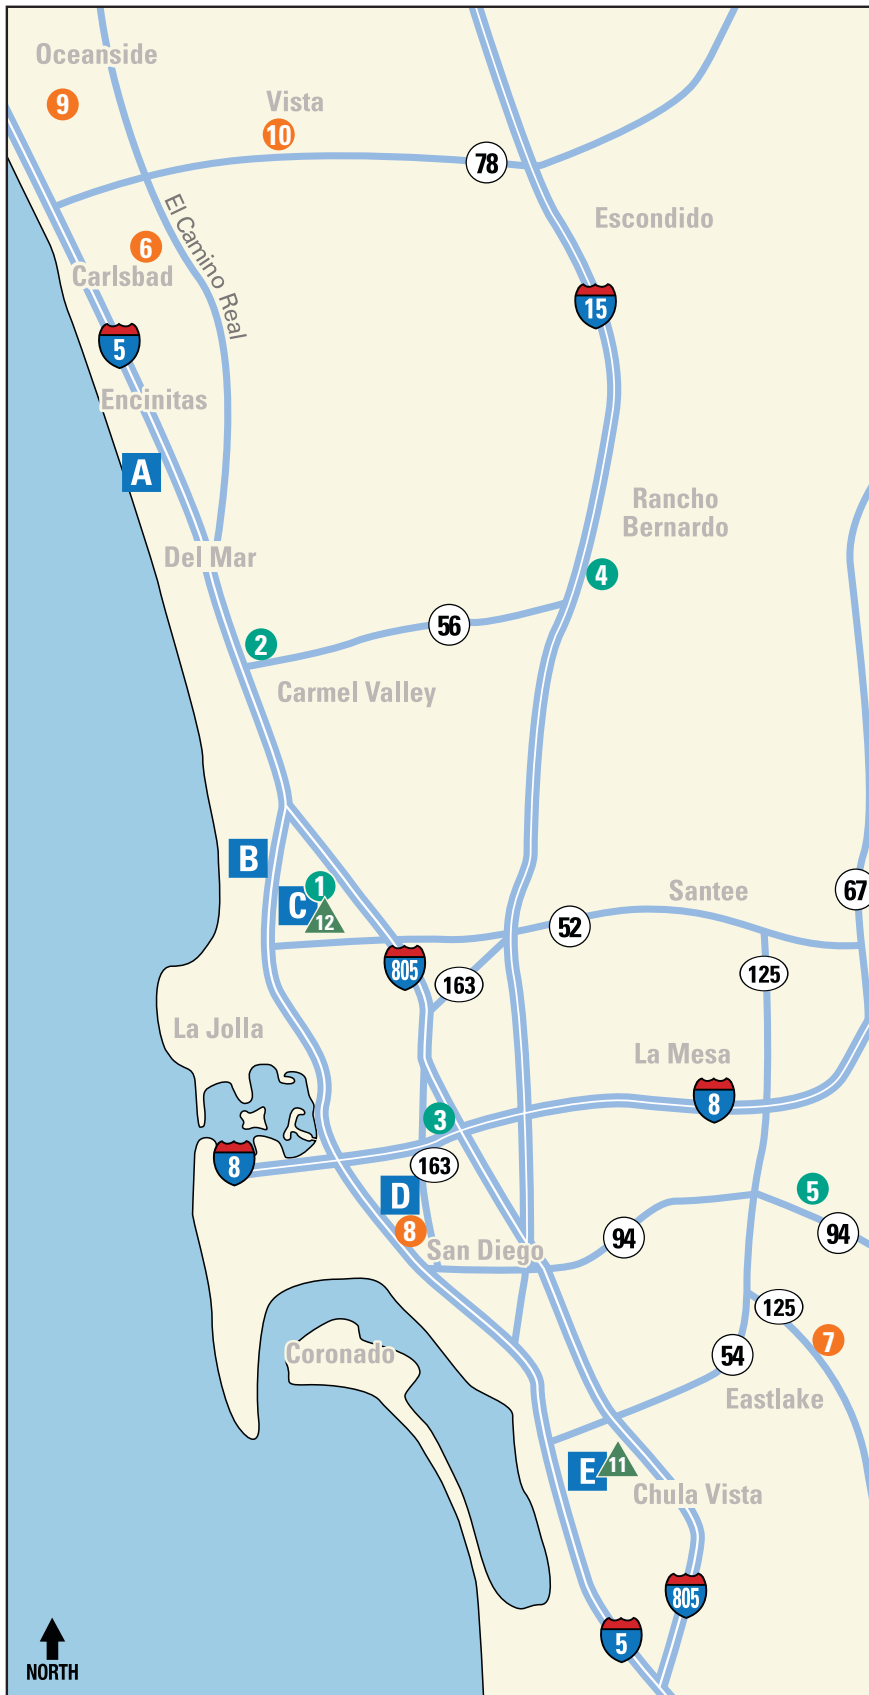 Oceanside
9
Vista
10
78
El Camino Real
Escondido
6
Carlsbad
15
5
Encinitas
A
Rancho
Bernardo
Del Mar
4
56
2
Carmel Valley
B
1
C
12
Santee
67
52
805
163
125
La Jolla
La Mesa
8
3
8
163
D
5
8
94
94
San Diego
125
7
54
Coronado
Eastlake
E
11
Chula Vista
805
5
NORTH